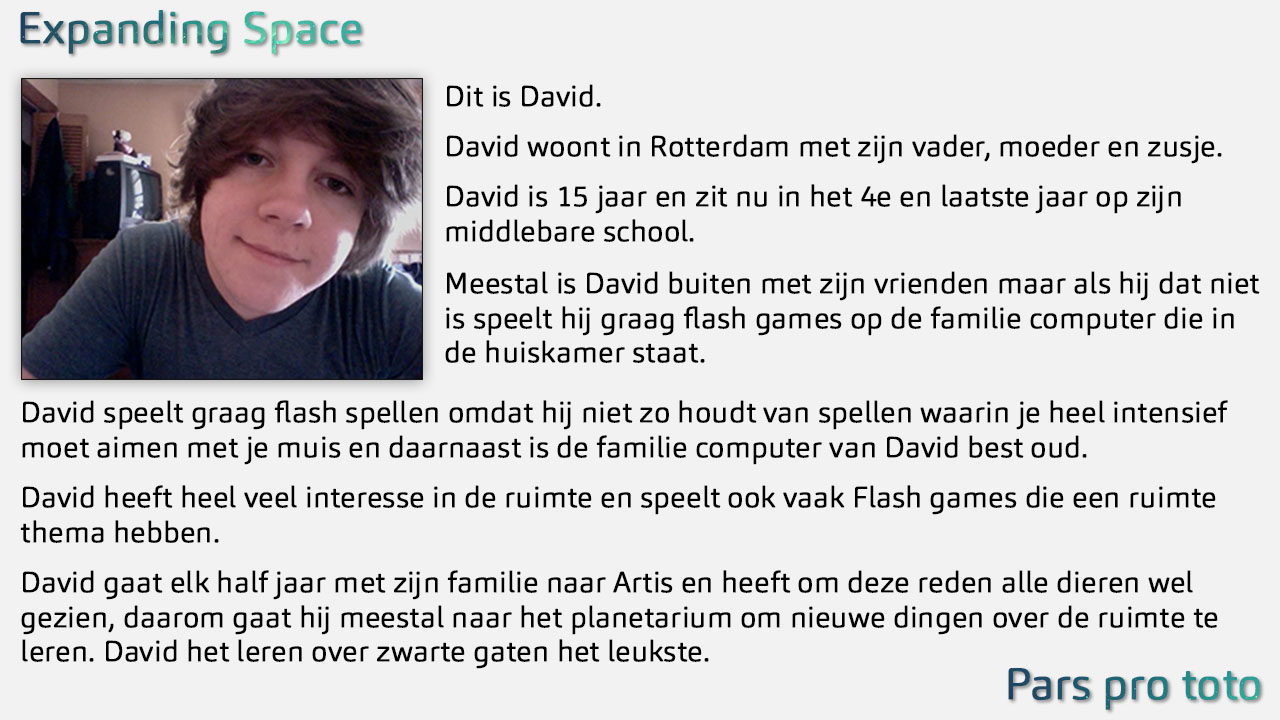 Expanding Space
Dit is David.
David woont in Rotterdam met zijn vader, moeder en zusje.
David is 15 jaar en zit nu in het 4e en laatste jaar op zijn
middlebare school.
Meestal is David buiten met zijn vrienden maar als hij dat niet
is speelt hij graag flash games op de familie computer die in
de huiskamer staat.
David speelt graag flash spellen omdat hij niet zo houdt van spellen waarin je heel intensief
moet aimen met je muis en daarnaast is de familie computer van David best oud.
David heeft heel veel interesse in de ruimte en speelt ook vaak Flash games die een ruimte
thema hebben.
David gaat elk half jaar met zijn familie naar Artis en heeft om deze reden alle dieren wel
gezien, daarom gaat hij meestal naar het planetarium om nieuwe dingen over de ruimte te
leren. David het leren over zwarte gaten het leukste.
Pars pro toto